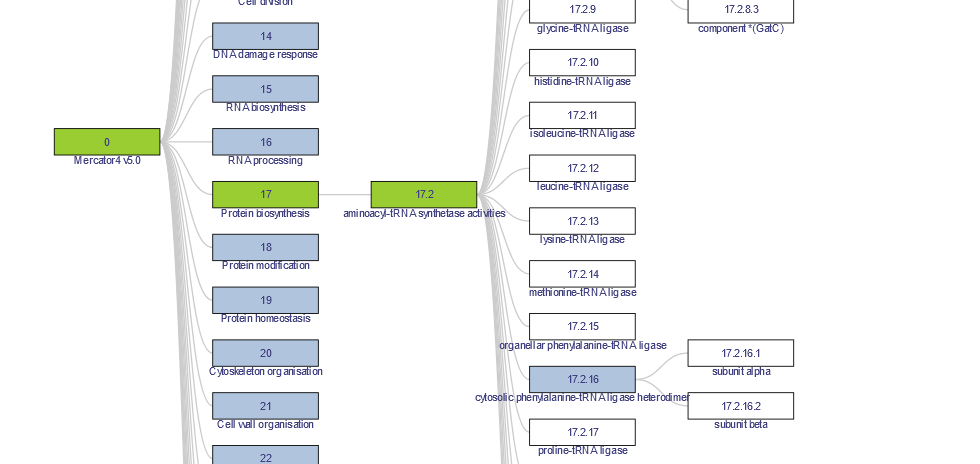 Cell division
14
DNA damage response
15
RNA biosynthesis
0
Mercator4 v5.0
16
RNA processing
17
Protein biosynthesis
18
Protein modification
19
Protein homeostasis
20
Cytoskeleton organisation
21
Cell wall organisation
22
17.2
aminoacyl-tRNA synthetase activities
17.2.9
glycine-tRNA ligase
17.2.10
histidine-tRNA ligase
17.2.11
isoleucine-tRNA ligase
17.2.12
leucine-tRNA ligase
17.2.13
lysine-tRNA ligase
17.2.14
methionine-tRNA ligase
17.2.15
organellar phenylalanine-tRNA ligase
17.2.16
cytosolic phenylalanine-tRNA ligase heterodimer
17.2.17
proline-tRNA ligase
17.2.8.3
component *(GatC)
17.2.16.1
subunit alpha
17.2.16.2
subunit beta